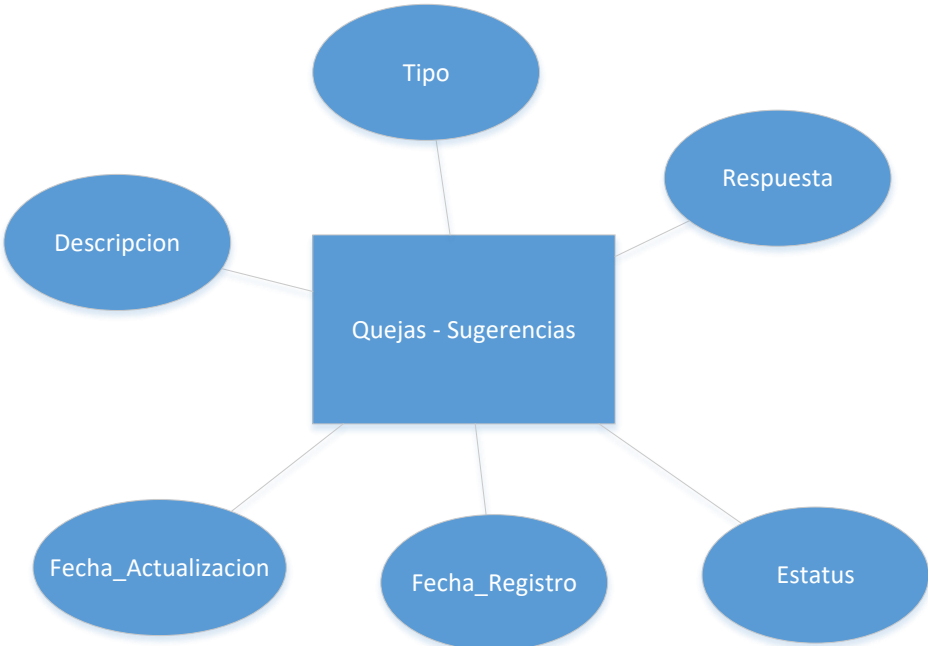 Tipo
Respuesta
Descripcion
Quejas - Sugerencias
Fecha_Actualizacion
Fecha_Registro
Estatus